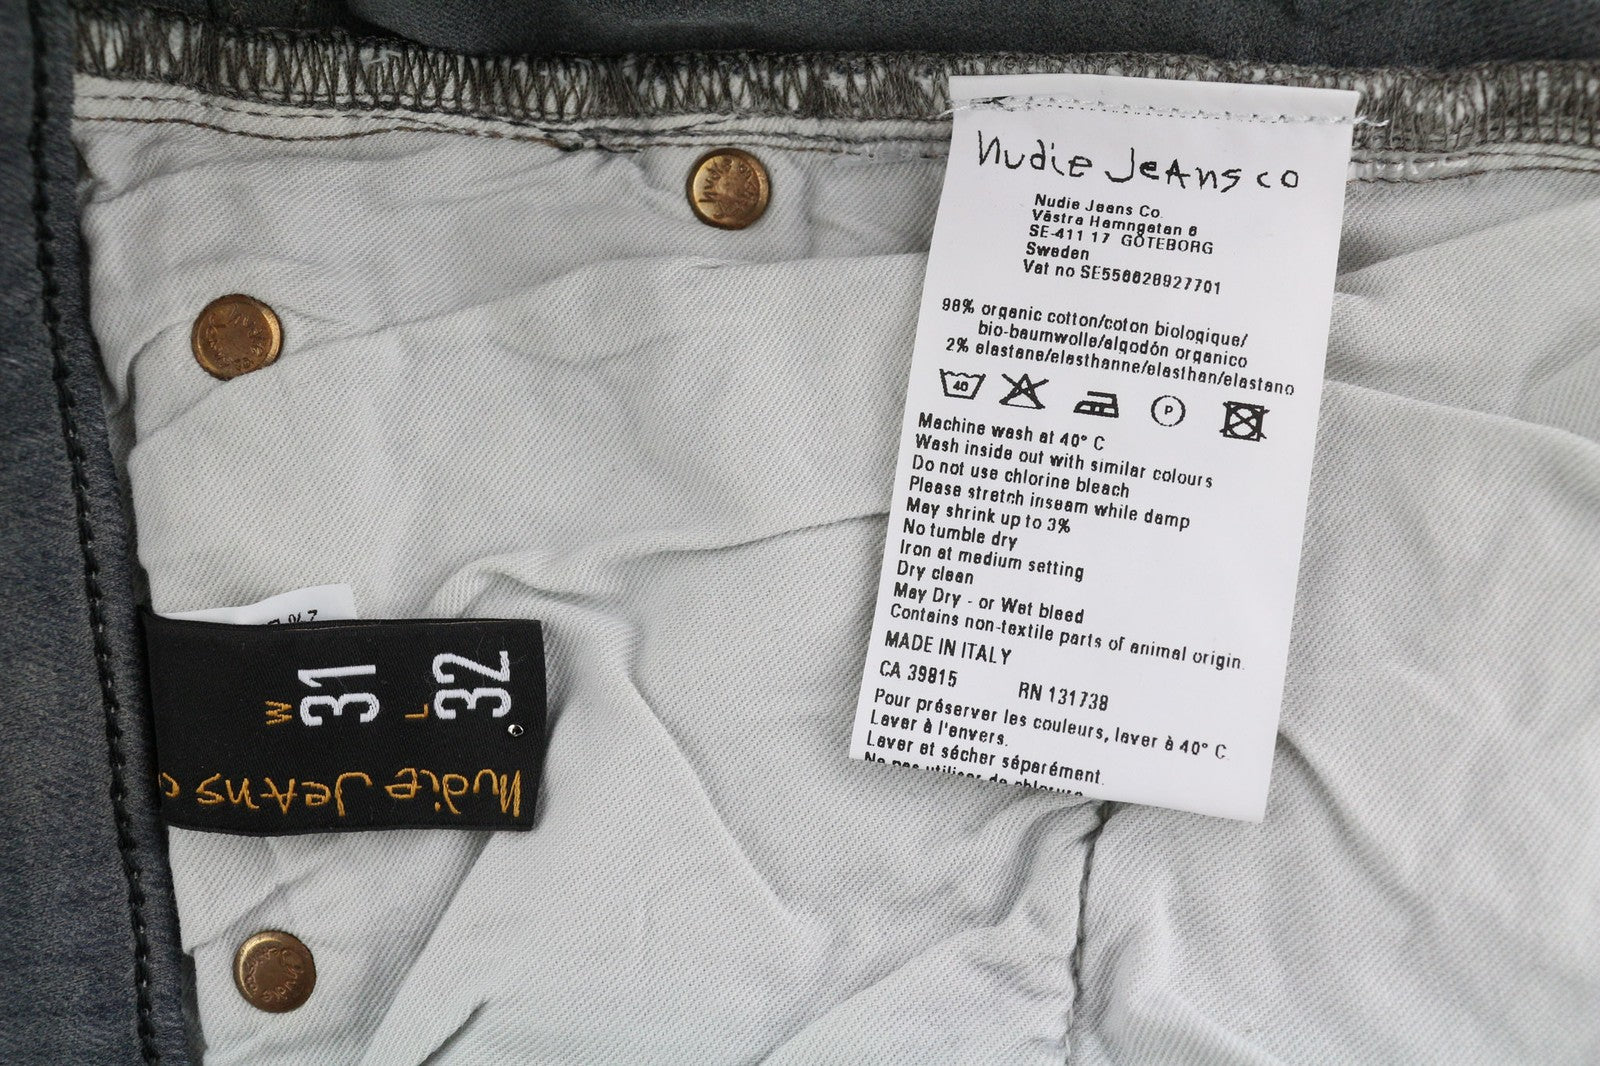 Nudie Jeans co
Nudie Jeans Co.
Västra Hamngatan 6
SE-411 17 GÖTEBORG
Sweden
Vat no SE556628927701
98% organic cotton/coton biologique/
bio-baumwolle/algodón organico
2% elastane/elasthanne/elasthan/elastano
40
P
Machine wash at 40° C
Wash inside out with similar colours
Do not use chlorine bleach
Please stretch inseam while damp
May shrink up to 3%
No tumble dry
Iron at medium setting
Dry clean
May Dry - or Wet bleed
Contains non-textile parts of animal origin.
MADE IN ITALY
CA 39815 RN 131738
Pour préserver les couleurs, laver à 40° C.
Laver à l'envers.
Laver et sécher séparément.
Ne pas utiliser de chlorure
W 31
L 32
Nudie Jeans